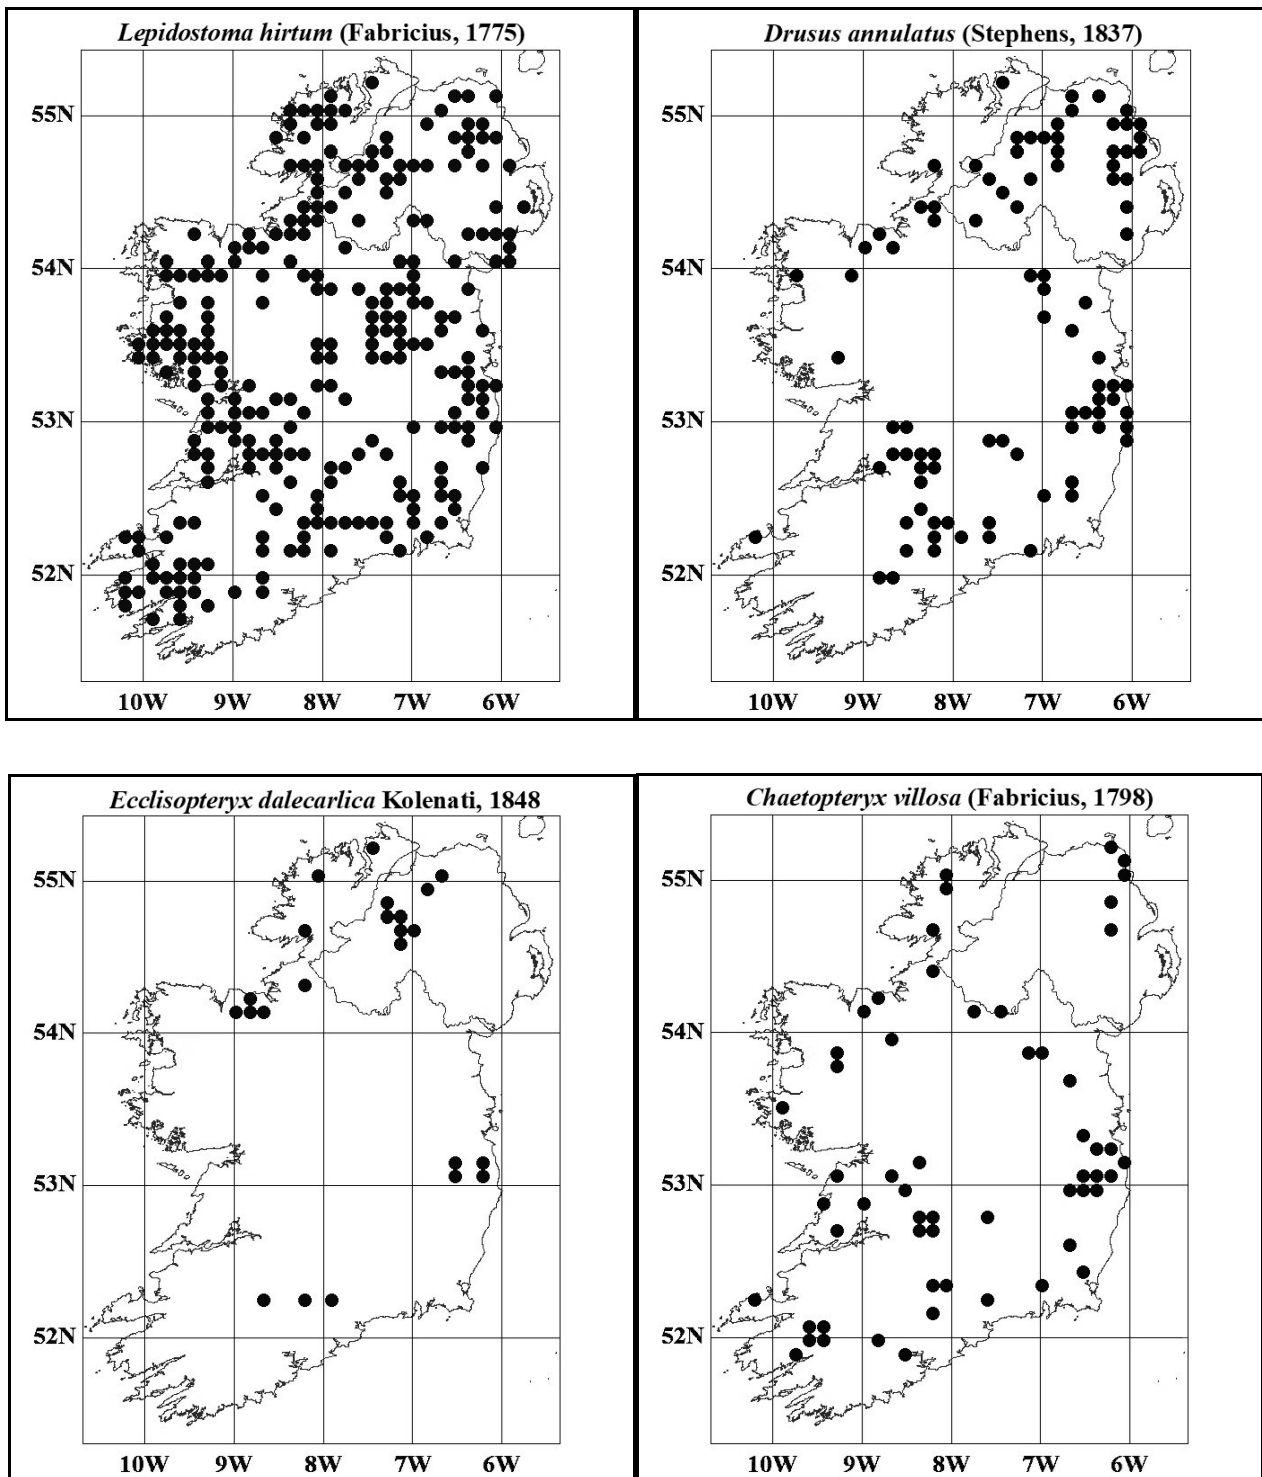 Lepidostoma hirtum (Fabricius, 1775)
55N
54N
53N
52N
10W 9W 8W 7W 6W
Drusus annulatus (Stephens, 1837)
55N
54N
53N
52N
10W 9W 8W 7W 6W
Ecclisopteryx dalecarlica Kolenati, 1848
55N
54N
53N
52N
10W 9W 8W 7W 6W
Chaetopteryx villosa (Fabricius, 1798)
55N
54N
53N
52N
10W 9W 8W 7W 6W